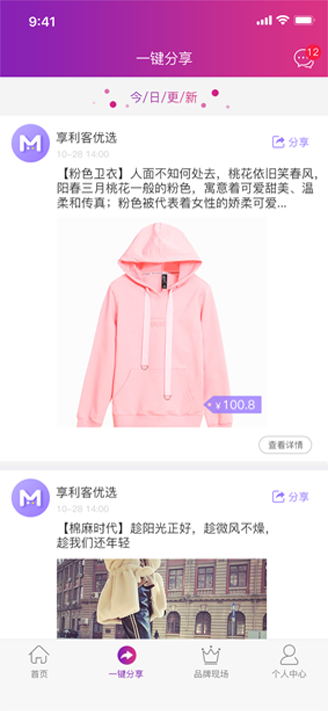 9:41
一键分享
12
今/日/更/新
享利客优选
分享
10-28 14:00
【粉色卫衣】人面不知何处去，桃花依旧笑春风，
阳春三月桃花一般的粉色，寓意着可爱甜美、温
柔和传真；粉色被代表着女性的娇柔可爱...
¥100.8
查看详情
享利客优选
分享
10-28 14:00
【棉麻时代】趁阳光正好，趁微风不燥，
趁我们还年轻
首页
一键分享
品牌现场
个人中心